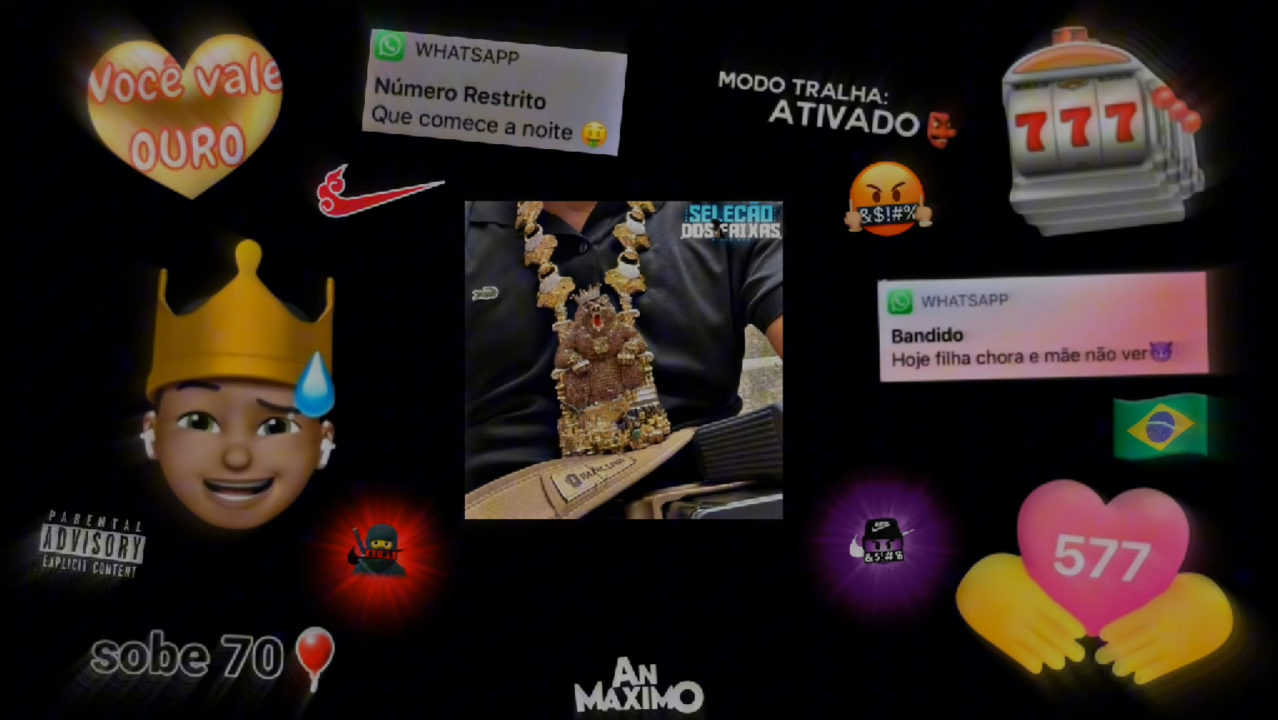 Você vale
OURO
WHATSAPP
Número Restrito
Que comece a noite
MODO TRALHA:
ATIVADO
777
&$!#%
SELEÇÃO
DOS FAIXAS
WHATSAPP
Bandido
Hoje filha chora e mãe não ver
PARENTAL
ADVISORY
EXPLICIT CONTENT
577
sobe 70
AN
MAXIMO